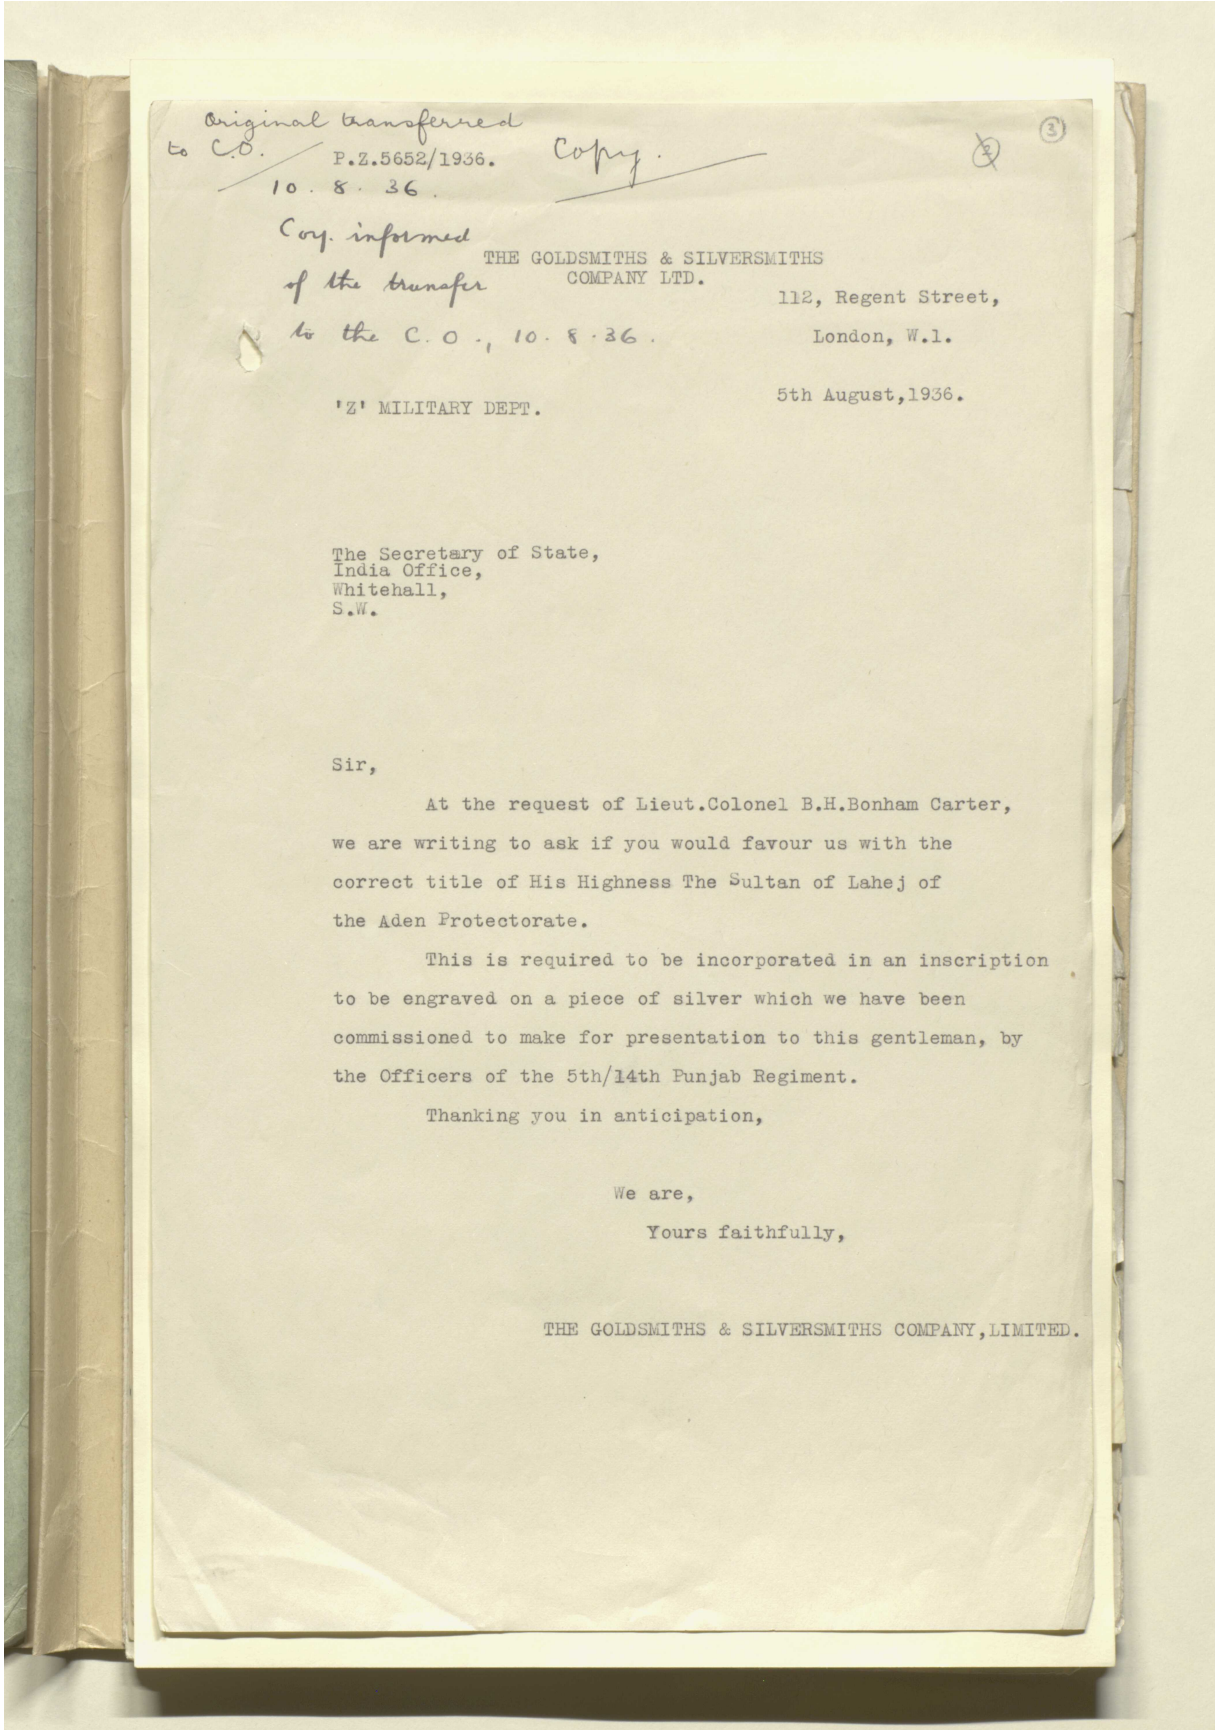 Original transferred
to C.O.
P.Z.5652/1936.
Copy.
3
10. 8. 36.
Coy. informed
of the transfer
to the C.O., 10.8.36.
THE GOLDSMITHS & SILVERSMITHS
COMPANY LTD.
112, Regent Street,
London, W.1.
5th August,1936.
'Z' MILITARY DEPT.
The Secretary of State,
India Office,
Whitehall,
S.W.
Sir,
At the request of Lieut.Colonel B.H.Bonham Carter,
we are writing to ask if you would favour us with the
correct title of His Highness The Sultan of Lahej of
the Aden Protectorate.
This is required to be incorporated in an inscription
to be engraved on a piece of silver which we have been
commissioned to make for presentation to this gentleman, by
the Officers of the 5th/14th Punjab Regiment.
Thanking you in anticipation,
We are,
Yours faithfully,
THE GOLDSMITHS & SILVERSMITHS COMPANY,LIMITED.